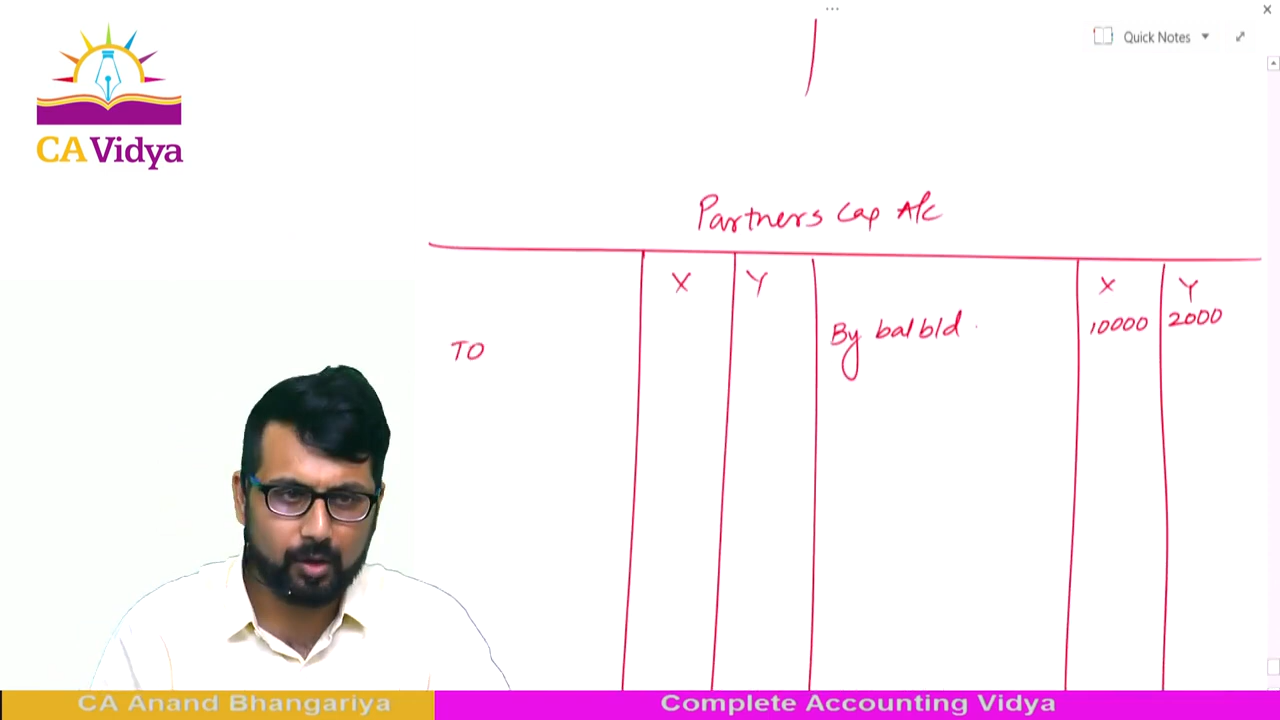 Quick Notes
CA Vidya
Partners Cap A/c
X Y X Y
By bal b/d. 10000 2000
TO
CA Anand Bhangariya
Complete Accounting Vidya